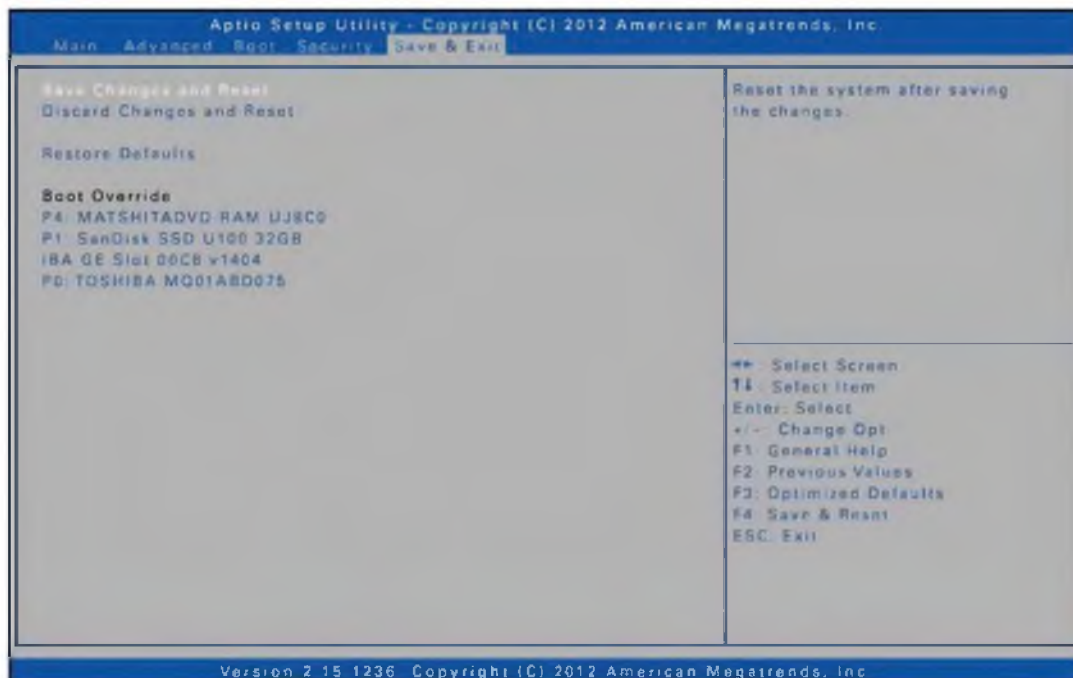 Aptio Setup Utility - Copyright (C) 2012 American Megatrends, Inc.
Main Advanced Boot Security Save & Exit
Save Changes and Reset
Discard Changes and Reset
Restore Defaults
Boot Override
P4: MATSHITADVD-RAM UJ8C0
P1: SanDisk SSD U100 32GB
IBA GE Slot 00C8 v1404
P0: TOSHIBA MQ01ABD075
Reset the system after saving
the changes.
→←: Select Screen
↑↓: Select Item
Enter: Select
+/-: Change Opt.
F1: General Help
F2: Previous Values
F3: Optimized Defaults
F4: Save & Reset
ESC: Exit
Version 2.15.1236. Copyright (C) 2012 American Megatrends, Inc.